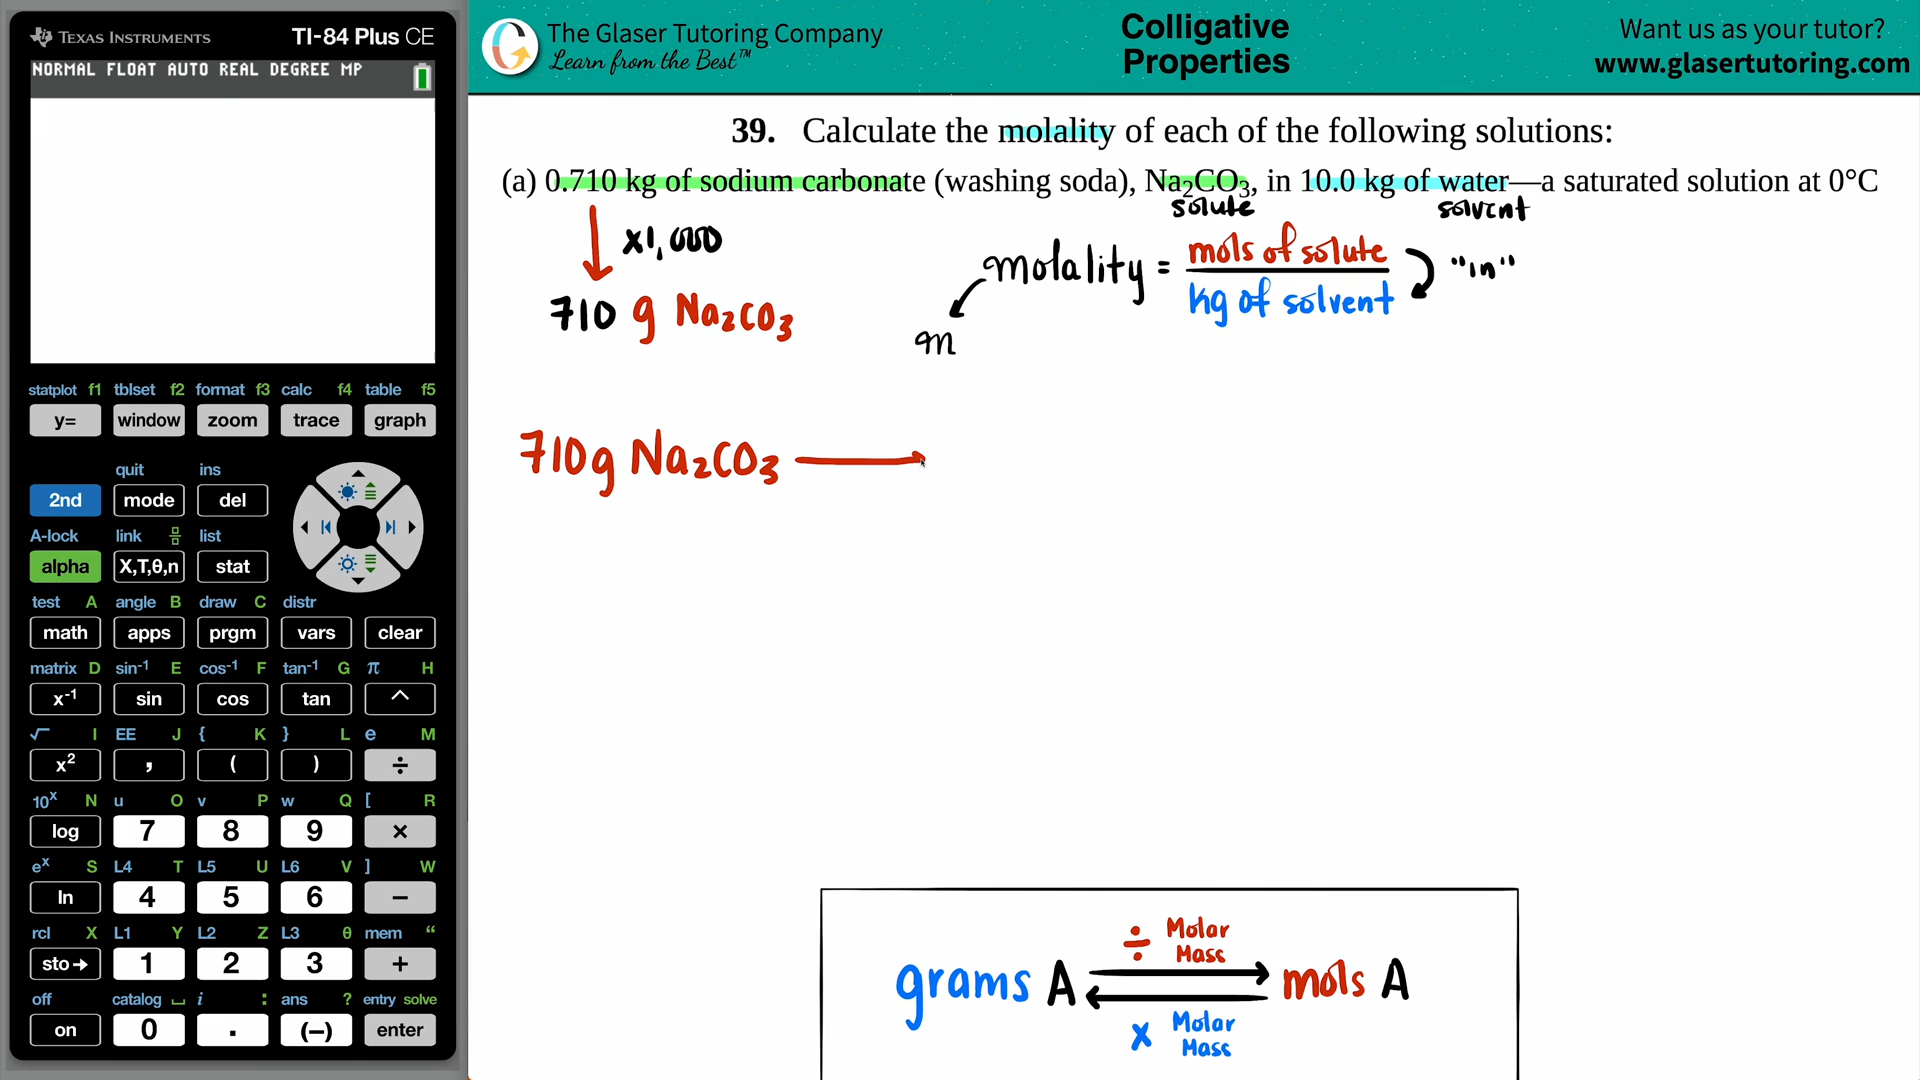 TEXAS INSTRUMENTS TI-84 Plus CE
NORMAL FLOAT AUTO REAL DEGREE MP
statplot f1 tblset f2 format f3 calc f4 table f5
y= window zoom trace graph
quit ins
2nd mode del
A-lock link list
alpha X,T,θ,n stat
test A angle B draw C distr
math apps prgm vars clear
matrix D sin⁻¹ E cos⁻¹ F tan⁻¹ G π H
x⁻¹ sin cos tan ^
√ I EE J { K } L e M
x² , ( ) ÷
10ˣ N u O v P w Q [ R
log 7 8 9 ×
eˣ S L4 T L5 U L6 V ] W
ln 4 5 6 −
rcl X L1 Y L2 Z L3 θ mem “
sto→ 1 2 3 +
off catalog ⎵ i : ans ? entry solve
on 0 . (−) enter
The Glaser Tutoring Company
Learn from the Best™
Colligative
Properties
Want us as your tutor?
www.glasertutoring.com
39. Calculate the molality of each of the following solutions:
(a) 0.710 kg of sodium carbonate (washing soda), Na₂CO₃, in 10.0 kg of water—a saturated solution at 0°C
solute solvent
x1,000
710 g Na₂CO₃
molality = mols of solute
kg of solvent
"in"
m
710g Na₂CO₃
÷ Molar
Mass
grams A mols A
x Molar
Mass